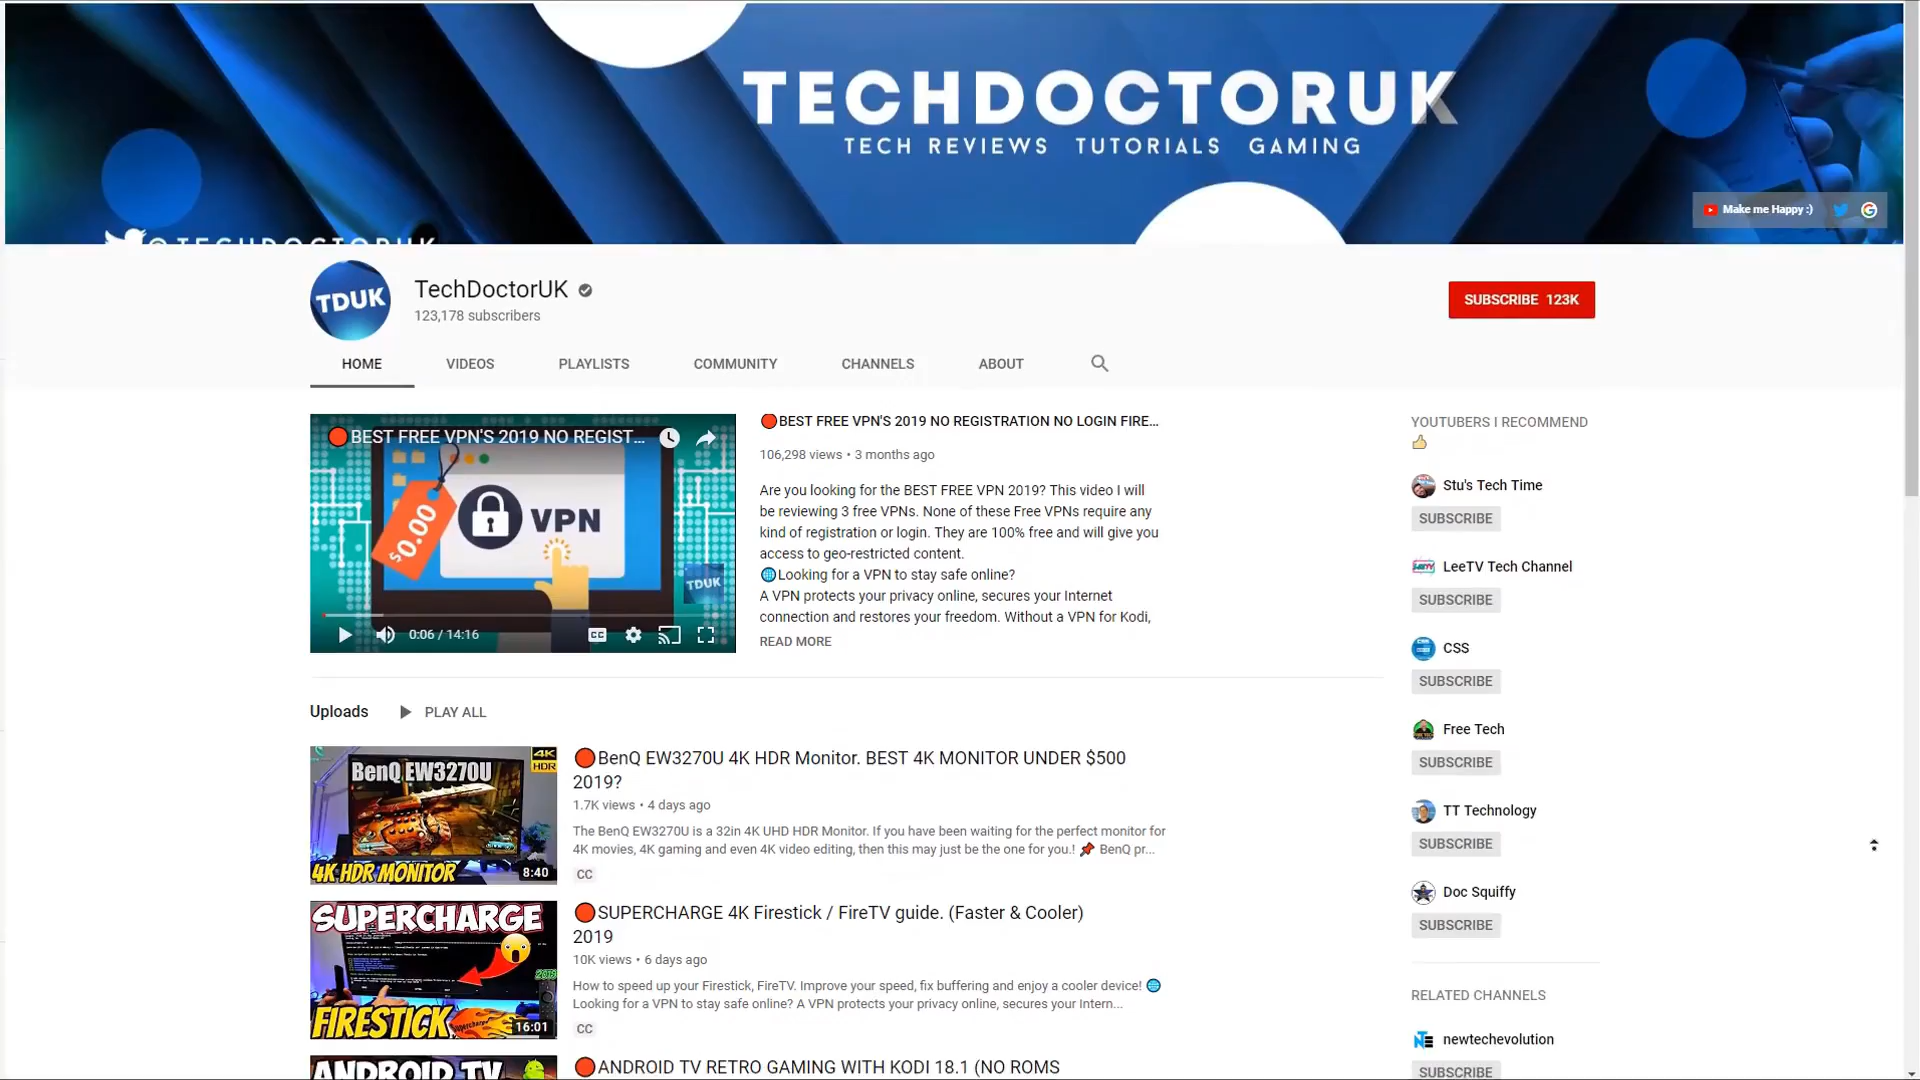 TECHDOCTORUK
TECH REVIEWS TUTORIALS GAMING
Make me Happy :)
@TECHDOCTORUK
TDUK
TechDoctorUK
123,178 subscribers
SUBSCRIBE 123K
HOME
VIDEOS
PLAYLISTS
COMMUNITY
CHANNELS
ABOUT
BEST FREE VPN'S 2019 NO REGIST...
$0.00
VPN
TDUK
0:06 / 14:16
CC
BEST FREE VPN'S 2019 NO REGISTRATION NO LOGIN FIRE...
106,298 views • 3 months ago
Are you looking for the BEST FREE VPN 2019? This video I will
be reviewing 3 free VPNs. None of these Free VPNs require any
kind of registration or login. They are 100% free and will give you
access to geo-restricted content.
🌐Looking for a VPN to stay safe online?
A VPN protects your privacy online, secures your Internet
connection and restores your freedom. Without a VPN for Kodi,
READ MORE
YOUTUBERS I RECOMMEND
👍
Stu's Tech Time
SUBSCRIBE
LeeTV Tech Channel
SUBSCRIBE
CSS
SUBSCRIBE
Free Tech
SUBSCRIBE
TT Technology
SUBSCRIBE
Doc Squiffy
SUBSCRIBE
RELATED CHANNELS
newtechevolution
SUBSCRIBE
Uploads
PLAY ALL
BenQ EW3270U
4K
HDR
4K HDR MONITOR
8:40
BenQ EW3270U 4K HDR Monitor. BEST 4K MONITOR UNDER $500
2019?
1.7K views • 4 days ago
The BenQ EW3270U is a 32in 4K UHD HDR Monitor. If you have been waiting for the perfect monitor for
4K movies, 4K gaming and even 4K video editing, then this may just be the one for you.! 📌 BenQ pr...
CC
SUPERCHARGE
2019
FIRESTICK
16:01
SUPERCHARGE 4K Firestick / FireTV guide. (Faster & Cooler)
2019
10K views • 6 days ago
How to speed up your Firestick, FireTV. Improve your speed, fix buffering and enjoy a cooler device! 🌐
Looking for a VPN to stay safe online? A VPN protects your privacy online, secures your Intern...
CC
ANDROID TV
ANDROID TV RETRO GAMING WITH KODI 18.1 (NO ROMS